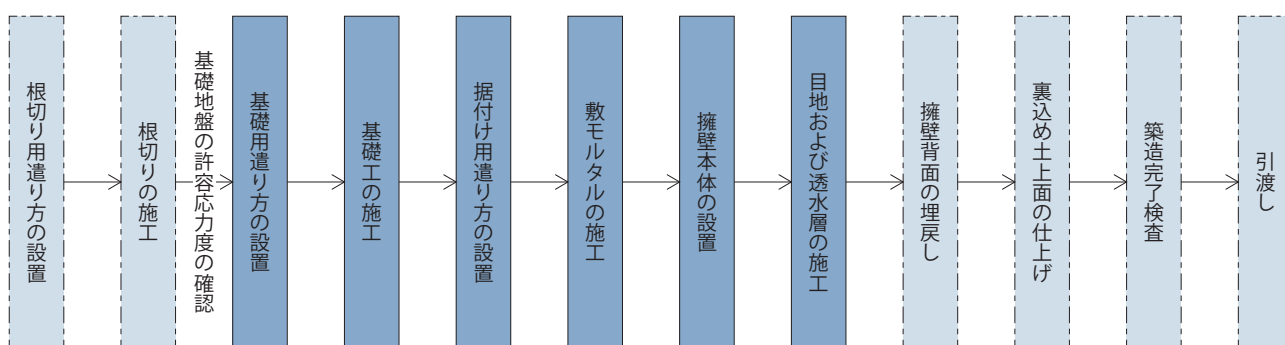 根切り用遣り方の設置
根切りの施工
基礎地盤の許容応力度の確認
基礎用遣り方の設置
基礎工の施工
据付け用遣り方の設置
敷モルタルの施工
擁壁本体の設置
目地および透水層の施工
擁壁背面の埋戻し
裏込め土上面の仕上げ
築造完了検査
引渡し